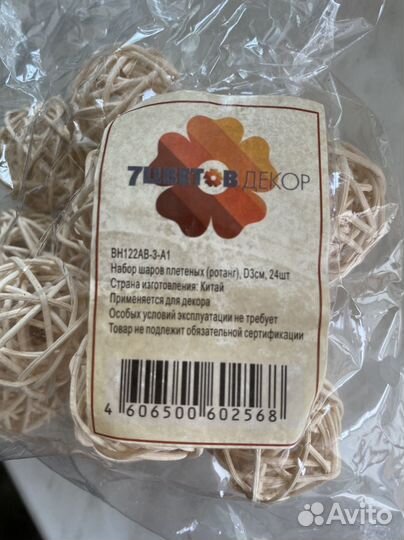 7ЦВЕТОВ ДЕКОР
BH122AB-3-A1
Набор шаров плетеных (ротанг), D3см, 24шт
Страна изготовления: Китай
Применяется для декора
Особых условий эксплуатации не требует
Товар не подлежит обязательной сертификации
4 606500 602568
Avito